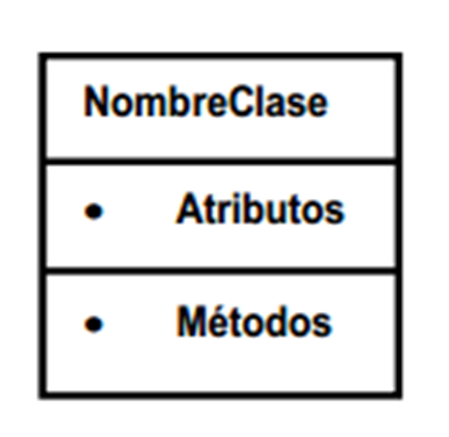 NombreClase
• Atributos
• Métodos